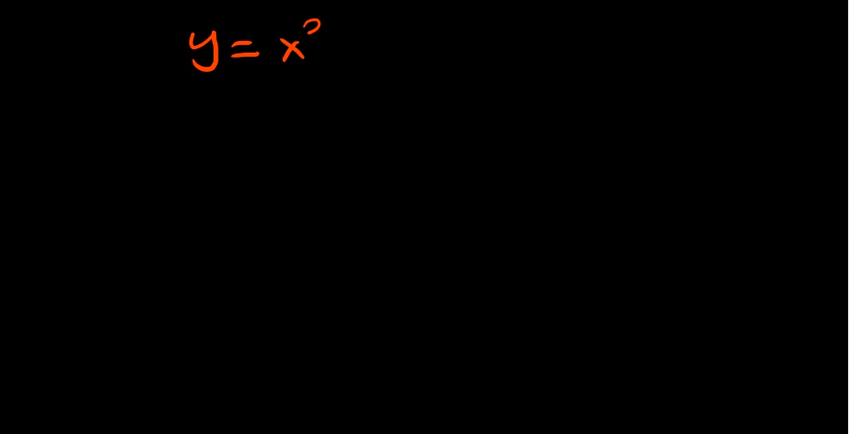 y = x²